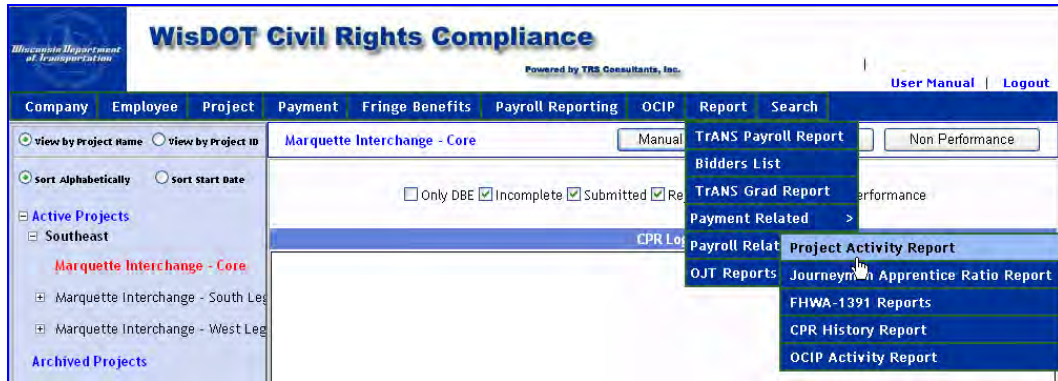 Wisconsin Department
of Transportation
WisDOT Civil Rights Compliance
Powered by TRS Consultants, Inc.
User Manual | Logout
Company Employee Project Payment Fringe Benefits Payroll Reporting OCIP Report Search
View by Project Name View by Project ID
Sort Alphabetically Sort Start Date
Active Projects
Southeast
Marquette Interchange - Core
Marquette Interchange - South Leg
Marquette Interchange - West Leg
Archived Projects
Marquette Interchange - Core
Manual
Non Performance
Only DBE Incomplete Submitted Re
erformance
CPR Log
TrANS Payroll Report
Bidders List
TrANS Grad Report
Payment Related >
Payroll Relat
OJT Reports
Project Activity Report
Journeyman Apprentice Ratio Report
FHWA-1391 Reports
CPR History Report
OCIP Activity Report